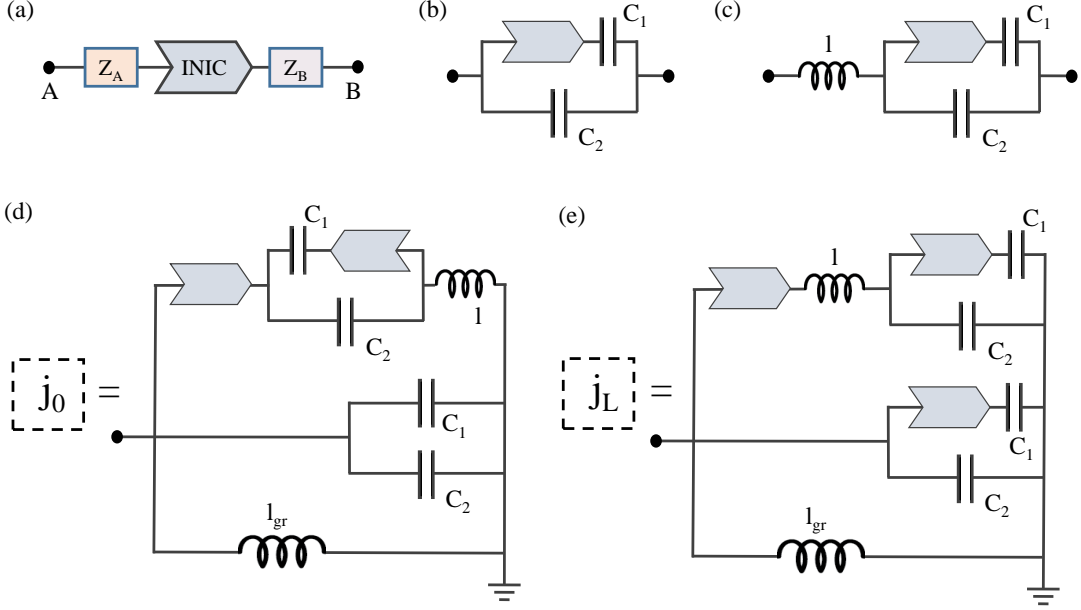 (a)
Z_A INIC Z_B
A B
(b)
C_1
C_2
(c)
l
C_1
C_2
(d)
C_1
l
C_2
j_0 =
C_1
C_2
l_gr
(e)
C_1
l
C_2
j_L =
C_1
C_2
l_gr